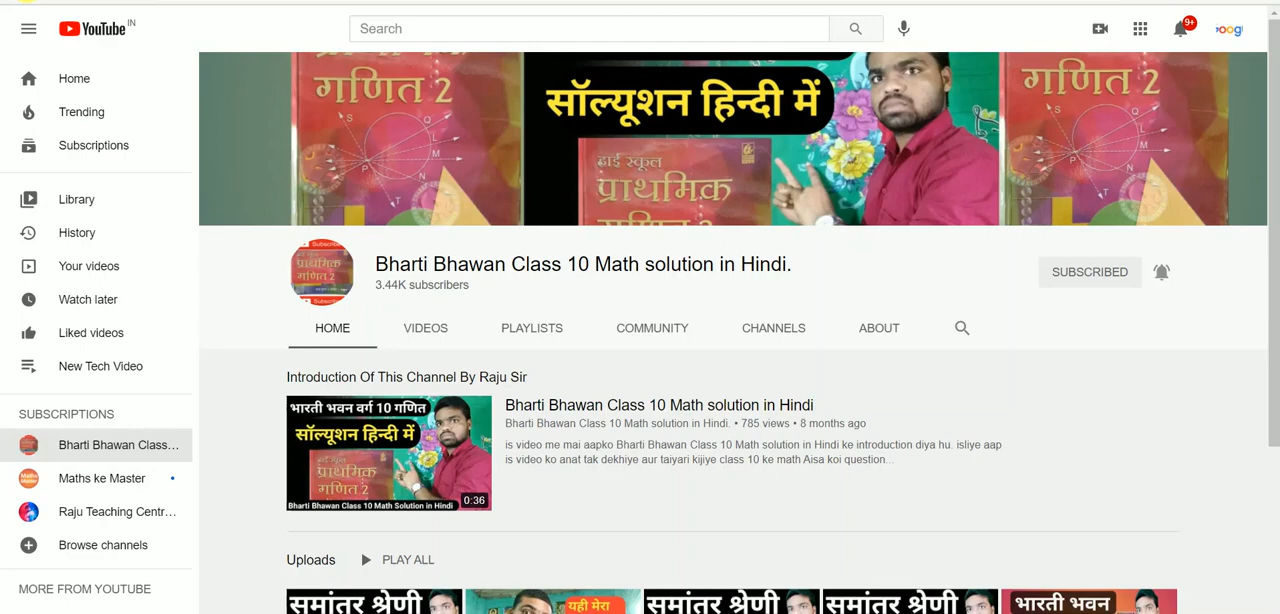 YouTube IN
Search
9+
Home
Trending
Subscriptions
Library
History
Your videos
Watch later
Liked videos
New Tech Video
SUBSCRIPTIONS
Bharti Bhawan Class...
Maths ke Master
Raju Teaching Centr...
Browse channels
MORE FROM YOUTUBE
गणित 2
सॉल्यूशन हिन्दी में
गणित 2
हाई स्कूल
प्राथमिक
गणित 2
Bharti Bhawan Class 10 Math solution in Hindi.
3.44K subscribers
SUBSCRIBED
HOME VIDEOS PLAYLISTS COMMUNITY CHANNELS ABOUT
Introduction Of This Channel By Raju Sir
भारती भवन वर्ग 10 गणित
सॉल्यूशन हिन्दी में
प्राथमिक
गणित 2
Bharti Bhawan Class 10 Math Solution in Hindi
0:36
Bharti Bhawan Class 10 Math solution in Hindi
Bharti Bhawan Class 10 Math solution in Hindi. • 785 views • 8 months ago
is video me mai aapko Bharti Bhawan Class 10 Math solution in Hindi ke introduction diya hu. isliye aap
is video ko anat tak dekhiye aur taiyari kijiye class 10 ke math Aisa koi question...
Uploads PLAY ALL
समांतर श्रेणी
यही मेरा
समांतर श्रेणी
समांतर श्रेणी
भारती भवन